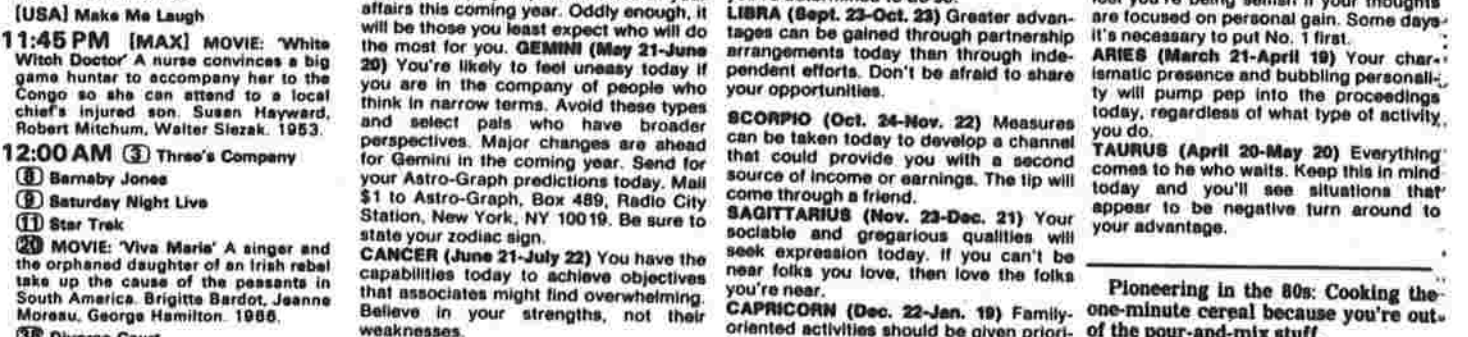 [USA] Make Me Laugh
11:45 PM [MAX] MOVIE: 'White
Witch Doctor' A nurse convinces a big
game hunter to accompany her to the
Congo so she can attend to a local
chief's injured son. Susan Hayward,
Robert Mitchum, Walter Slezak. 1953.
12:00 AM (3) Three's Company
(8) Barnaby Jones
(9) Saturday Night Live
(11) Star Trek
(20) MOVIE: 'Viva Maria' A singer and
the orphaned daughter of an Irish rebel
take up the cause of the peasants in
South America. Brigitte Bardot, Jeanne
Moreau, George Hamilton. 1966.
(38) Divorce Court
affairs this coming year. Oddly enough, it
will be those you least expect who will do
the most for you. GEMINI (May 21-June
20) You're likely to feel uneasy today if
you are in the company of people who
think in narrow terms. Avoid these types
and select pals who have broader
perspectives. Major changes are ahead
for Gemini in the coming year. Send for
your Astro-Graph predictions today. Mail
$1 to Astro-Graph, Box 489, Radio City
Station, New York, NY 10019. Be sure to
state your zodiac sign.
CANCER (June 21-July 22) You have the
capabilities today to achieve objectives
that associates might find overwhelming.
Believe in your strengths, not their
weaknesses.
LIBRA (Sept. 23-Oct. 23) Greater advan-
tages can be gained through partnership
arrangements today than through inde-
pendent efforts. Don't be afraid to share
your opportunities.
SCORPIO (Oct. 24-Nov. 22) Measures
can be taken today to develop a channel
that could provide you with a second
source of income or earnings. The tip will
come through a friend.
SAGITTARIUS (Nov. 23-Dec. 21) Your
sociable and gregarious qualities will
seek expression today. If you can't be
near folks you love, then love the folks
you're near.
CAPRICORN (Dec. 22-Jan. 19) Family-
oriented activities should be given priori-
feel you're being selfish if your thoughts
are focused on personal gain. Some days
it's necessary to put No. 1 first.
ARIES (March 21-April 19) Your char-
ismatic presence and bubbling personali-
ty will pump pep into the proceedings
today, regardless of what type of activity
you do.
TAURUS (April 20-May 20) Everything
comes to he who waits. Keep this in mind
today and you'll see situations that
appear to be negative turn around to
your advantage.
Pioneering in the 80s: Cooking the
one-minute cereal because you're out
of the pour-and-mix stuff.